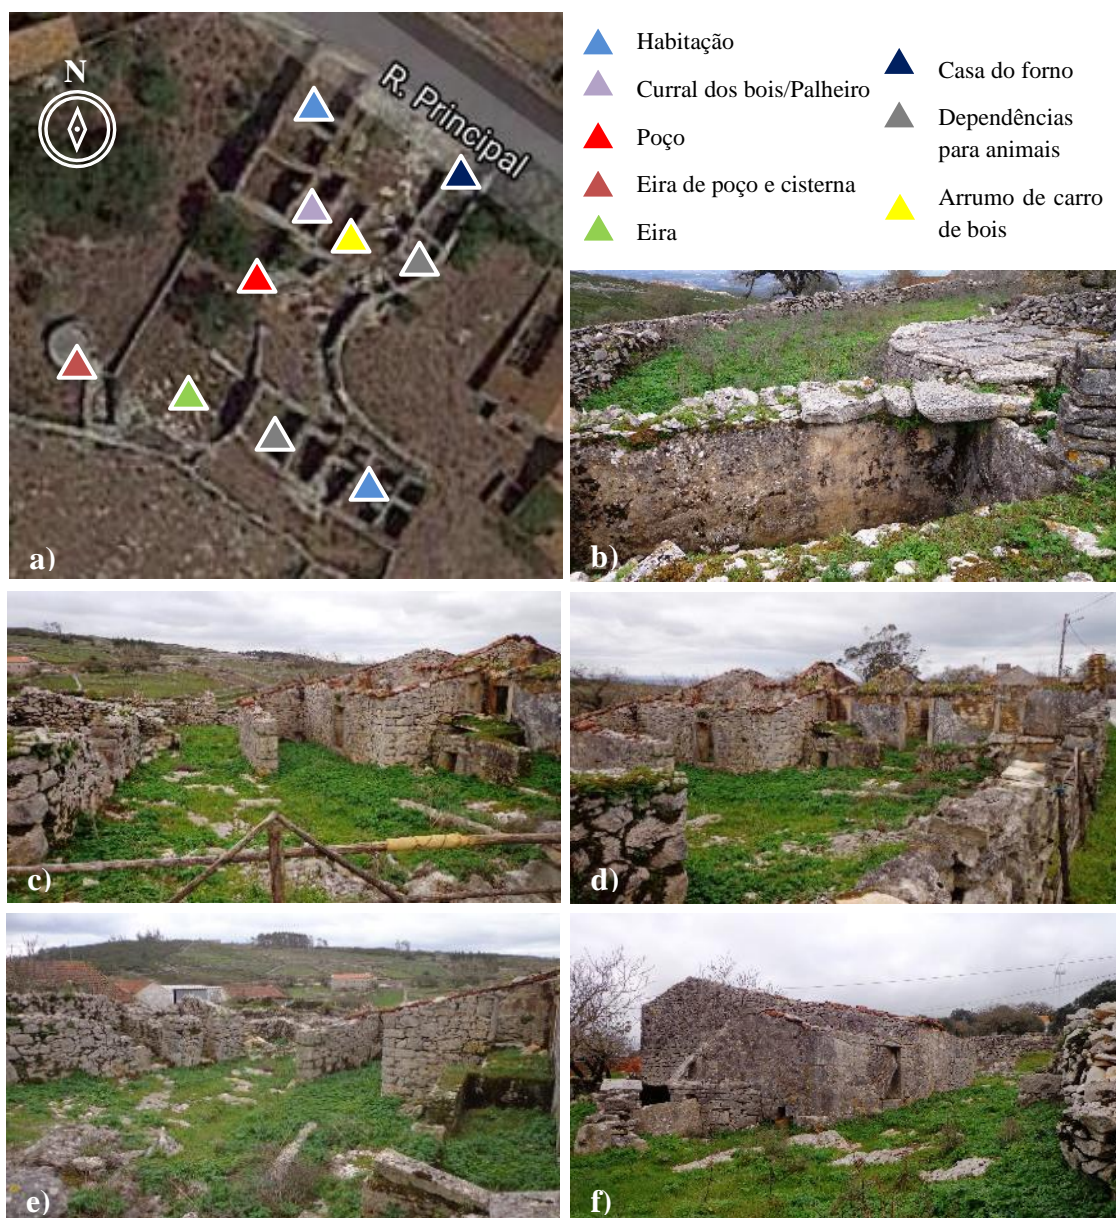 N
R. Principal
a)
Habitação
Curral dos bois/Palheiro
Poço
Eira de poço e cisterna
Eira
Casa do forno
Dependências
para animais
Arrumo de carro
de bois
b)
c)
d)
e)
f)